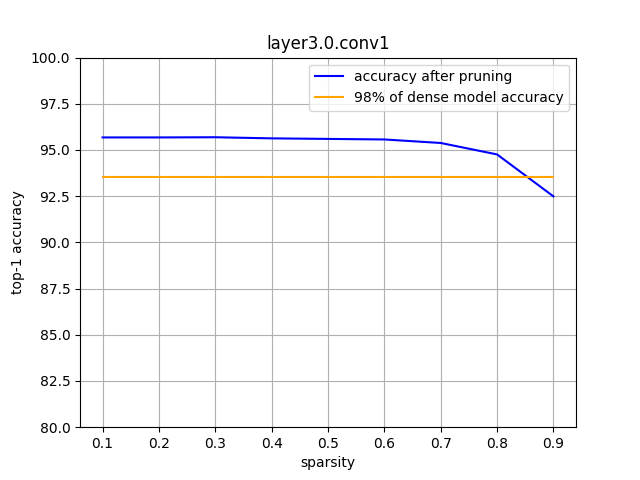 layer3.0.conv1
accuracy after pruning
98% of dense model accuracy
top-1 accuracy
100.0
97.5
95.0
92.5
90.0
87.5
85.0
82.5
80.0
0.1 0.2 0.3 0.4 0.5 0.6 0.7 0.8 0.9
sparsity